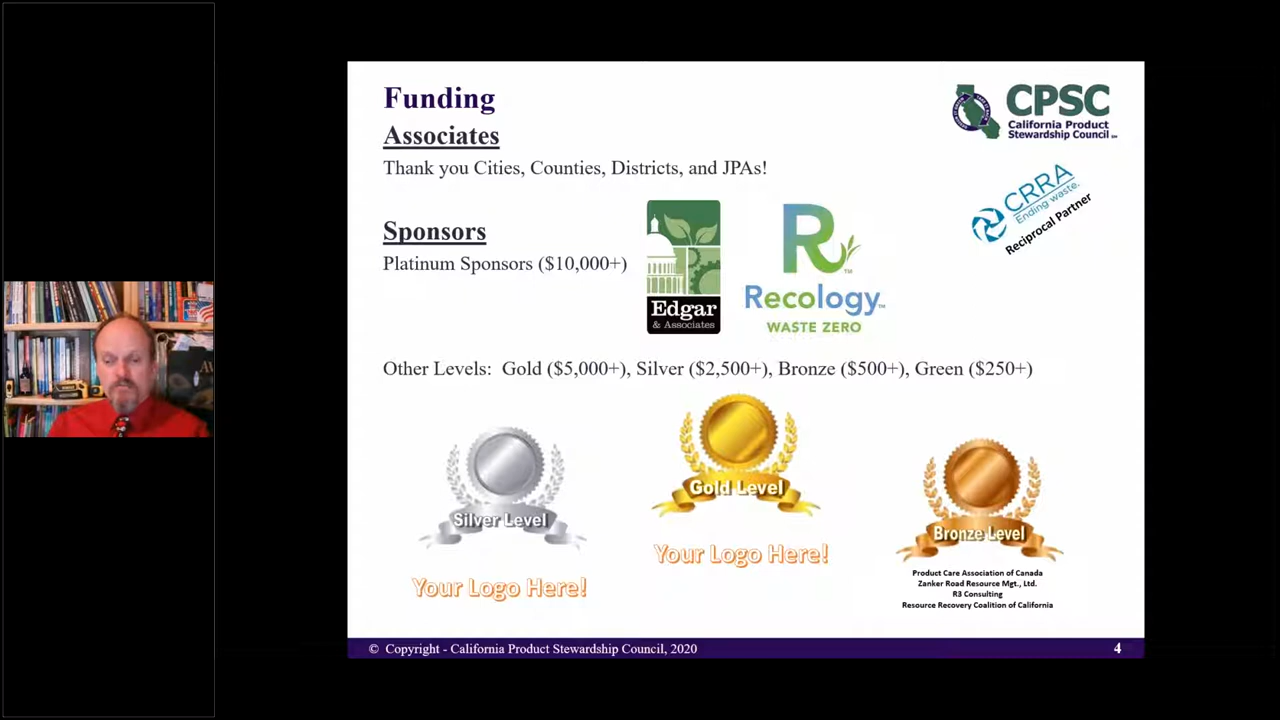 Funding
Associates
Thank you Cities, Counties, Districts, and JPAs!
CPSC
California Product
Stewardship Council
SM
CRRA
Ending waste.
Reciprocal Partner
Sponsors
Platinum Sponsors ($10,000+)
Edgar
& Associates
R
TM
Recology
TM
WASTE ZERO
Other Levels: Gold ($5,000+), Silver ($2,500+), Bronze ($500+), Green ($250+)
Silver Level
Your Logo Here!
Gold Level
Your Logo Here!
Bronze Level
Product Care Association of Canada
Zanker Road Resource Mgt., Ltd.
R3 Consulting
Resource Recovery Coalition of California
© Copyright - California Product Stewardship Council, 2020
4